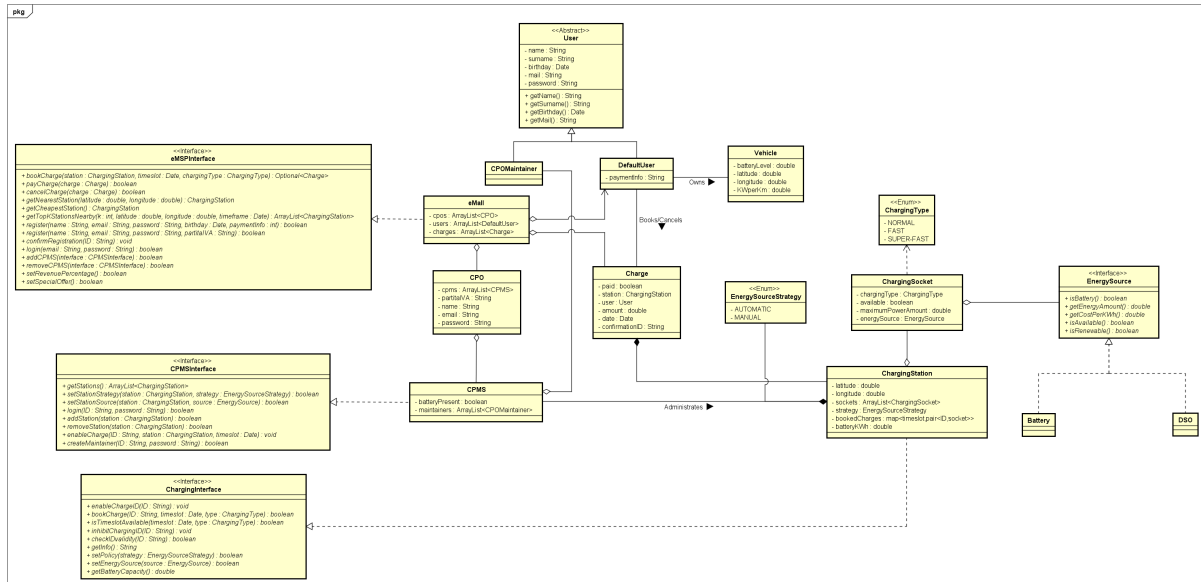 pkg
<<Abstract>>
User
- name : String
- surname : String
- birthday : Date
- mail : String
- password : String
+ getName() : String
+ getSurname() : String
+ getBirthday() : Date
+ getMail() : String
<<Interface>>
eMSPInterface
+ bookCharge(station : ChargingStation, timeslot : Date, chargingType : ChargingType) : Optional<Charge>
+ payCharge(charge : Charge) : boolean
+ cancelCharge(charge : Charge) : boolean
+ getNearestStation(latitude : double, longitude : double) : ChargingStation
+ getCheapestStation() : ChargingStation
+ getTopKStationsNearby(k : int, latitude : double, longitude : double, timeframe : Date) : ArrayList<ChargingStation>
+ register(name : String, email : String, password : String, birthday : Date, paymentInfo : int) : boolean
+ register(name : String, email : String, password : String, partitaIVA : String) : boolean
+ confirmRegistration(ID : String) : void
+ login(email : String, password : String) : boolean
+ addCPMS(interface : CPMSInterface) : boolean
+ removeCPMS(interface : CPMSInterface) : boolean
+ setRevenuePercentage() : boolean
+ setSpecialOffer() : boolean
CPOMaintainer
DefaultUser
- paymentInfo : String
Owns
Vehicle
- batteryLevel : double
- latitude : double
- longitude : double
- KWperKm : double
eMall
- cpos : ArrayList<CPO>
- users : ArrayList<DefaultUser>
- charges : ArrayList<Charge>
Books/Cancels
<<Enum>>
ChargingType
- NORMAL
- FAST
- SUPER-FAST
CPO
- cpms : ArrayList<CPMS>
- partitaIVA : String
- name : String
- email : String
- password : String
Charge
- paid : boolean
- station : ChargingStation
- user : User
- amount : double
- date : Date
- confirmationID : String
<<Enum>>
EnergySourceStrategy
- AUTOMATIC
- MANUAL
ChargingSocket
- chargingType : ChargingType
- available : boolean
- maximumPowerAmount : double
- energySource : EnergySource
<<Interface>>
EnergySource
+ isBattery() : boolean
+ getEnergyAmount() : double
+ getCostPerKWh() : double
+ isAvailable() : boolean
+ isRenewable() : boolean
<<Interface>>
CPMSInterface
+ getStations() : ArrayList<ChargingStation>
+ setStationStrategy(station : ChargingStation, strategy : EnergySourceStrategy) : boolean
+ setStationSource(station : ChargingStation, source : EnergySource) : boolean
+ login(ID : String, password : String) : boolean
+ addStation(station : ChargingStation) : boolean
+ removeStation(station : ChargingStation) : boolean
+ enableCharge(ID : String, station : ChargingStation, timeslot : Date) : void
+ createMaintainer(ID : String, password : String) : boolean
CPMS
- batteryPresent : boolean
- maintainers : ArrayList<CPOMaintainer>
Administrates
ChargingStation
- latitude : double
- longitude : double
- sockets : ArrayList<ChargingSocket>
- strategy : EnergySourceStrategy
- bookedCharges : map<timeslot,pair<ID,socket>>
- batteryKWh : double
Battery
DSO
<<Interface>>
ChargingInterface
+ enableChargeID(ID : String) : void
+ bookCharge(ID : String, timeslot : Date, type : ChargingType) : boolean
+ isTimeslotAvailable(timeslot : Date, type : ChargingType) : boolean
+ inhibitChargingID(ID : String) : void
+ checkIDvalidity(ID : String) : boolean
+ getInfo() : String
+ setPolicy(strategy : EnergySourceStrategy) : boolean
+ setEnergySource(source : EnergySource) : boolean
+ getBatteryCapacity() : double